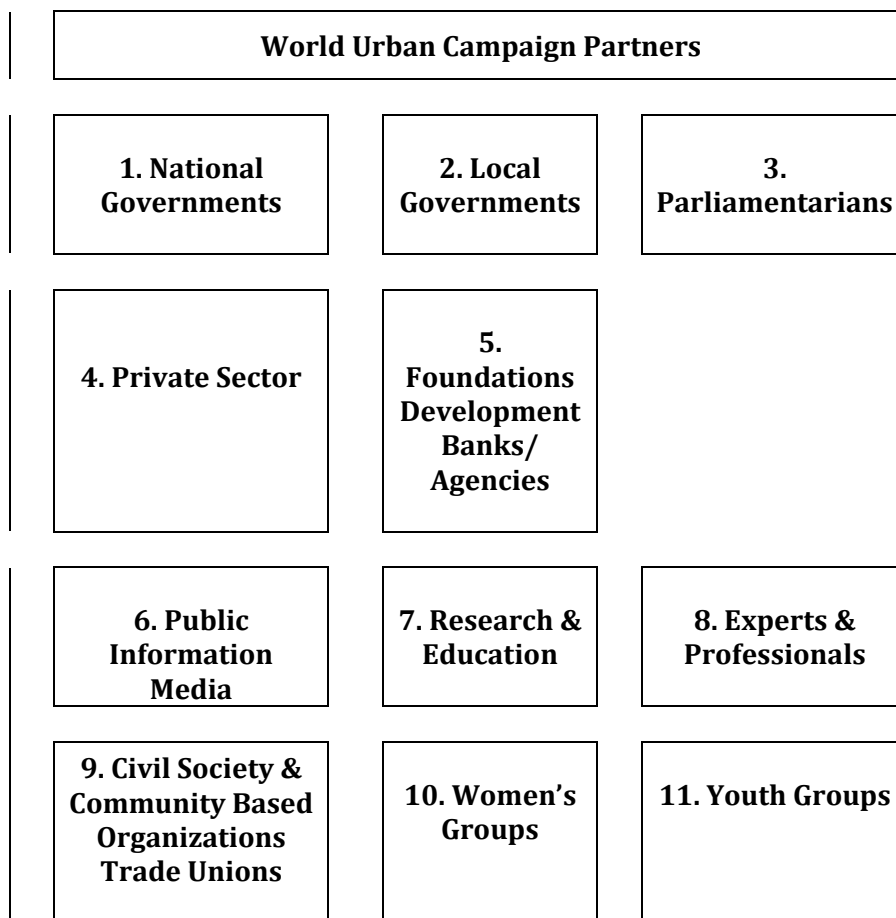 World Urban Campaign Partners
1. National
Governments
2. Local
Governments
3.
Parliamentarians
4. Private Sector
5.
Foundations
Development
Banks/
Agencies
6. Public
Information
Media
7. Research &
Education
8. Experts &
Professionals
9. Civil Society &
Community Based
Organizations
Trade Unions
10. Women’s
Groups
11. Youth Groups